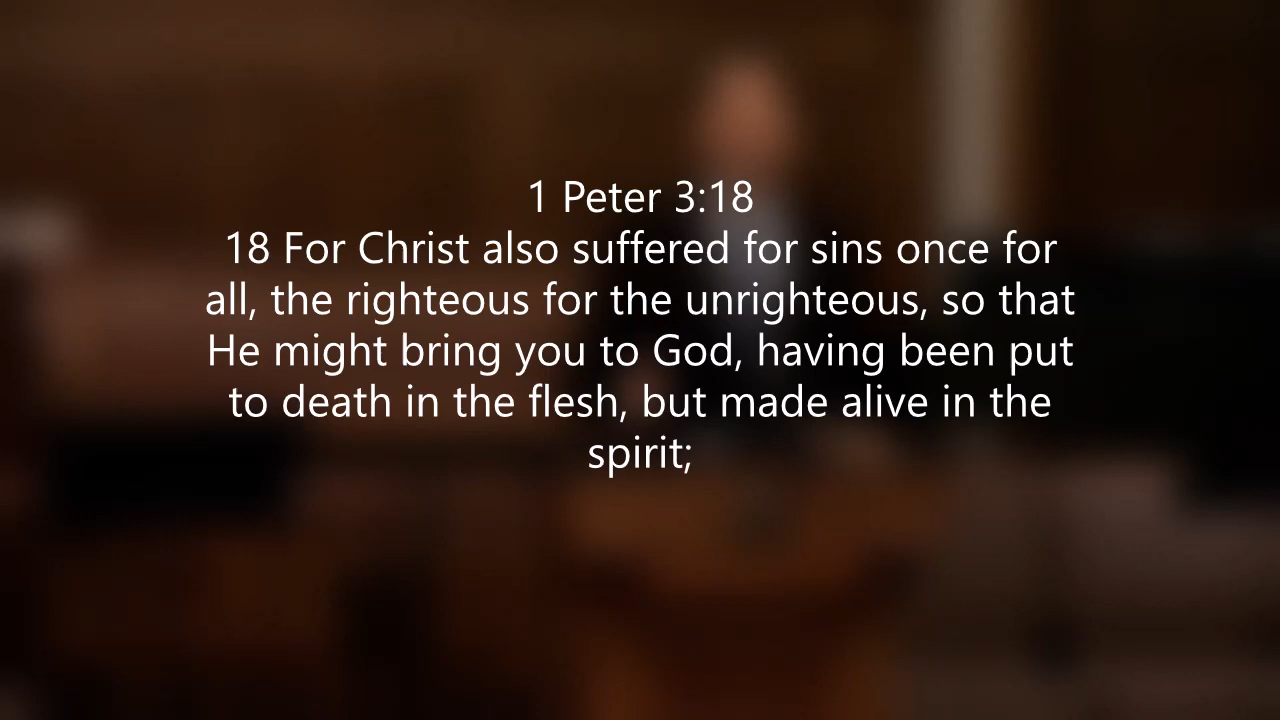 1 Peter 3:18
18 For Christ also suffered for sins once for
all, the righteous for the unrighteous, so that
He might bring you to God, having been put
to death in the flesh, but made alive in the
spirit;